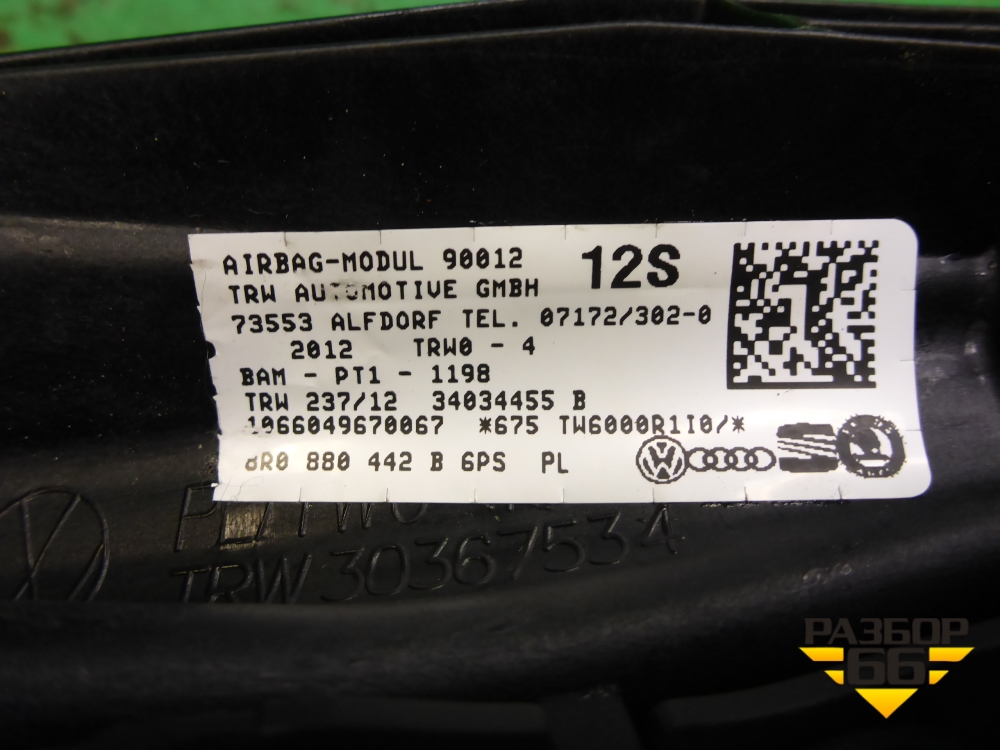 AIRBAG-MODUL 90012 12S
TRW AUTOMOTIVE GMBH
73553 ALFDORF TEL. 07172/302-0
2012 TRW0 - 4
BAM - PT1 - 1198
TRW 237/12 34034455 B
1066049670067 *675 TW6000R1I0/*
8R0 880 442 B 6PS PL
TRW 30367534
РАЗБОР
66